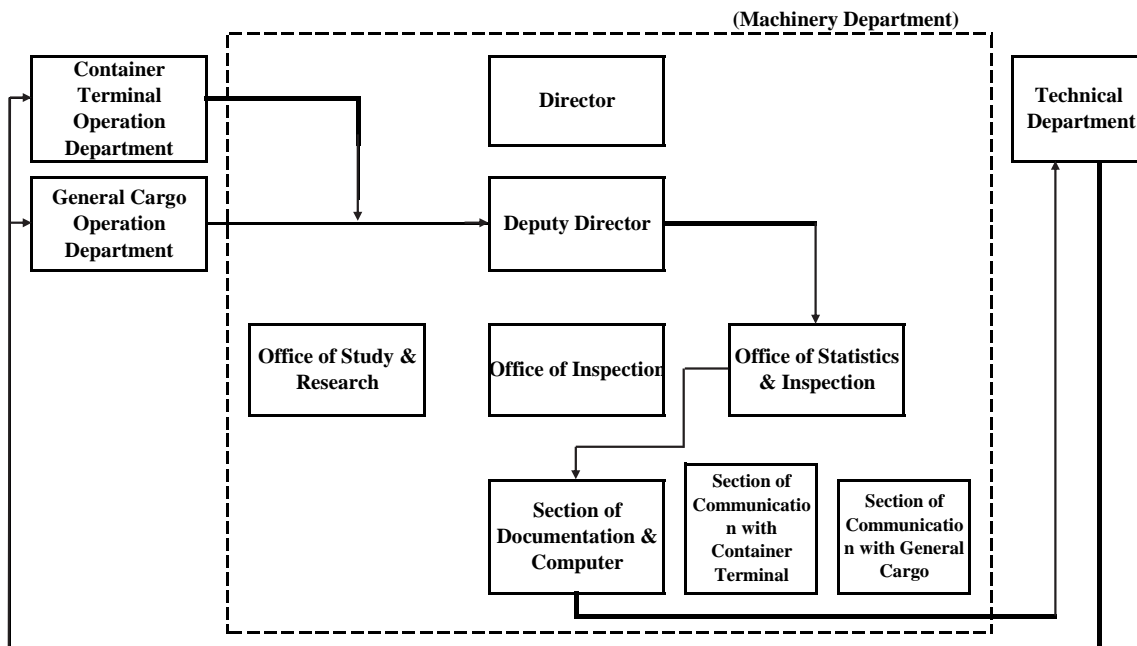 (Machinery Department)
Container
Terminal
Operation
Department
Director
Technical
Department
General Cargo
Operation
Department
Deputy Director
Office of Study &
Research
Office of Inspection
Office of Statistics
& Inspection
Section of
Documentation &
Computer
Section of
Communicatio
n with
Container
Terminal
Section of
Communicatio
n with General
Cargo